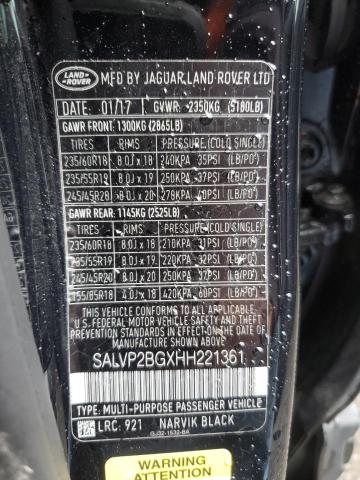 LAND-ROVER
MFD BY JAGUAR LAND ROVER LTD
DATE: 01/17 GVWR: 2350KG (5180LB)
GAWR FRONT: 1300KG (2865LB)
TIRES RIMS PRESSURE (COLD SINGLE)
235/60R18 8.0J x 18 240KPA 35PSI (LB/PO²)
235/55R19 8.0J x 19 250KPA 37PSI (LB/PO²)
245/45R20 8.0J x 20 279KPA 40PSI (LB/PO²)
GAWR REAR: 1145KG (2525LB)
TIRES RIMS PRESSURE (COLD SINGLE)
235/60R18 8.0J x 18 210KPA 31PSI (LB/PO²)
235/55R19 8.0J x 19 220KPA 32PSI (LB/PO²)
245/45R20 8.0J x 20 250KPA 37PSI (LB/PO²)
155/85R18 4.0J x 18 420KPA 60PSI (LB/PO²)
THIS VEHICLE CONFORMS TO ALL APPLICABLE
U.S. FEDERAL MOTOR VEHICLE SAFETY
STANDARDS IN EFFECT ON THE DATE OF
MANUFACTURE SHOWN ABOVE.
SALVP2BGXHH221361
TYPE: MULTI-PURPOSE PASSENGER VEHICLE
LRC: 921 NARVIK BLACK
GJ32-1532-BA
WARNING ATTENTION